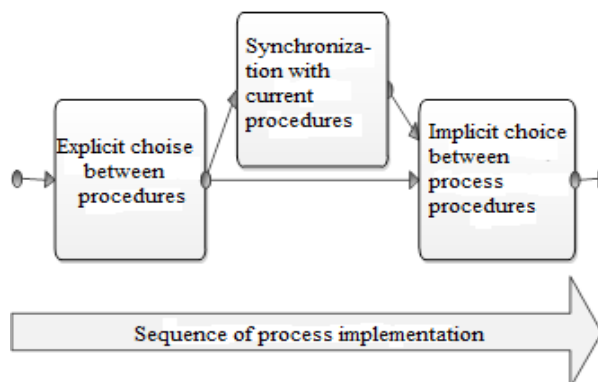 Explicit choise
between
procedures
Synchroniza-
tion with
current
procedures
Implicit choice
between
process
procedures
Sequence of process implementation